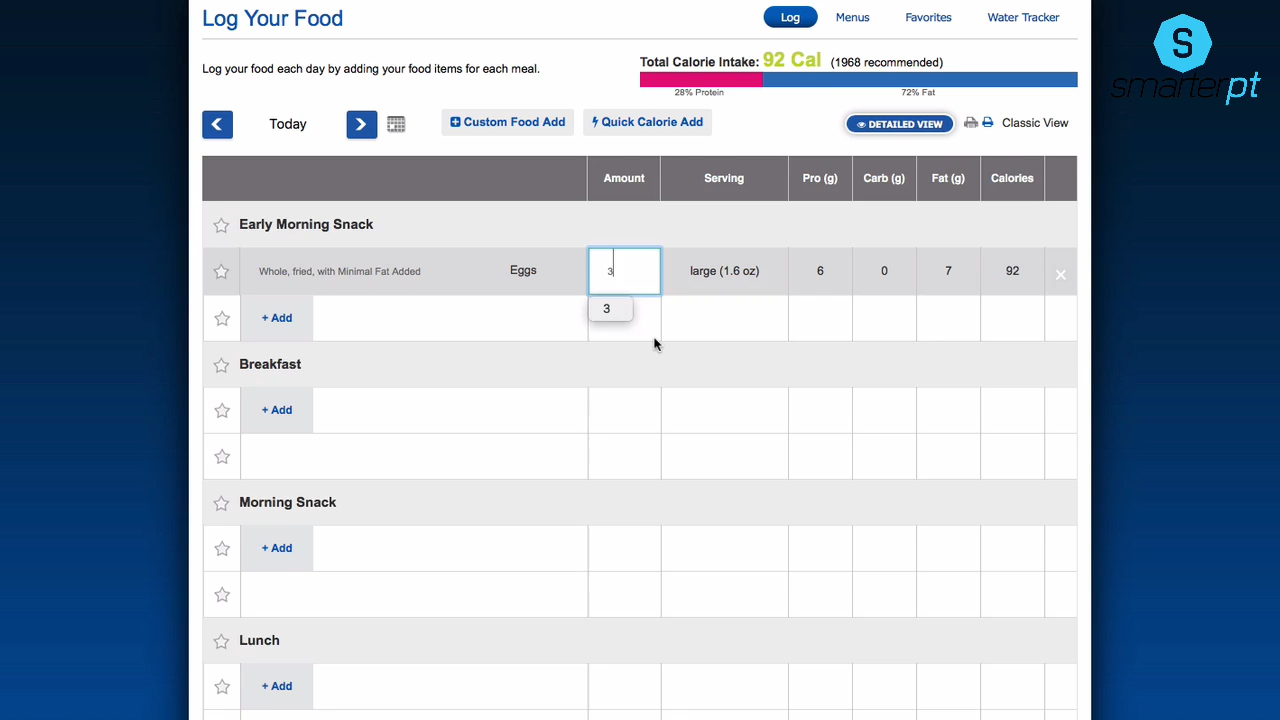 Log Your Food
Log Menus Favorites Water Tracker
S
smarterpt
Total Calorie Intake: 92 Cal (1968 recommended)
Log your food each day by adding your food items for each meal.
28% Protein 72% Fat
Today
Custom Food Add
Quick Calorie Add
DETAILED VIEW
Classic View
Amount Serving Pro (g) Carb (g) Fat (g) Calories
Early Morning Snack
Whole, fried, with Minimal Fat Added Eggs 3 large (1.6 oz) 6 0 7 92
3
+ Add
Breakfast
+ Add
Morning Snack
+ Add
Lunch
+ Add